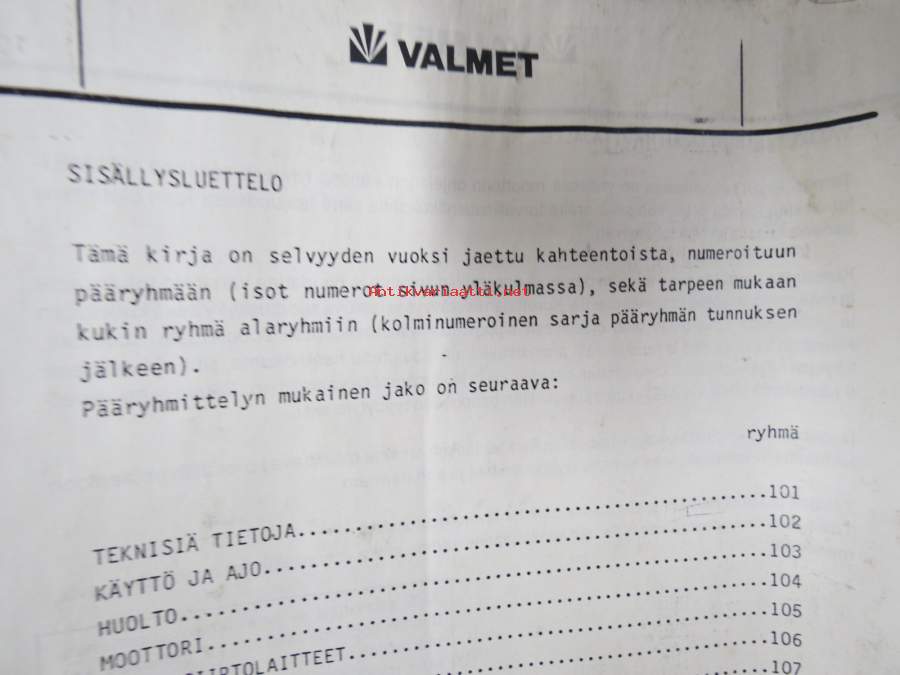 VALMET
SISÄLLYSLUETTELO
Tämä kirja on selvyyden vuoksi jaettu kahteentoista, numeroituun
pääryhmään (isot numerot sivun yläkulmassa), sekä tarpeen mukaan
Antikvariaatti.net
kukin ryhmä alaryhmiin (kolminumeroinen sarja pääryhmän tunnuksen
jälkeen).
Pääryhmittelyn mukainen jako on seuraava:
ryhmä
TEKNISIÄ TIETOJA..........................................101
KÄYTTÖ JA AJO.............................................102
HUOLTO....................................................103
MOOTTORI..................................................104
105
106
107